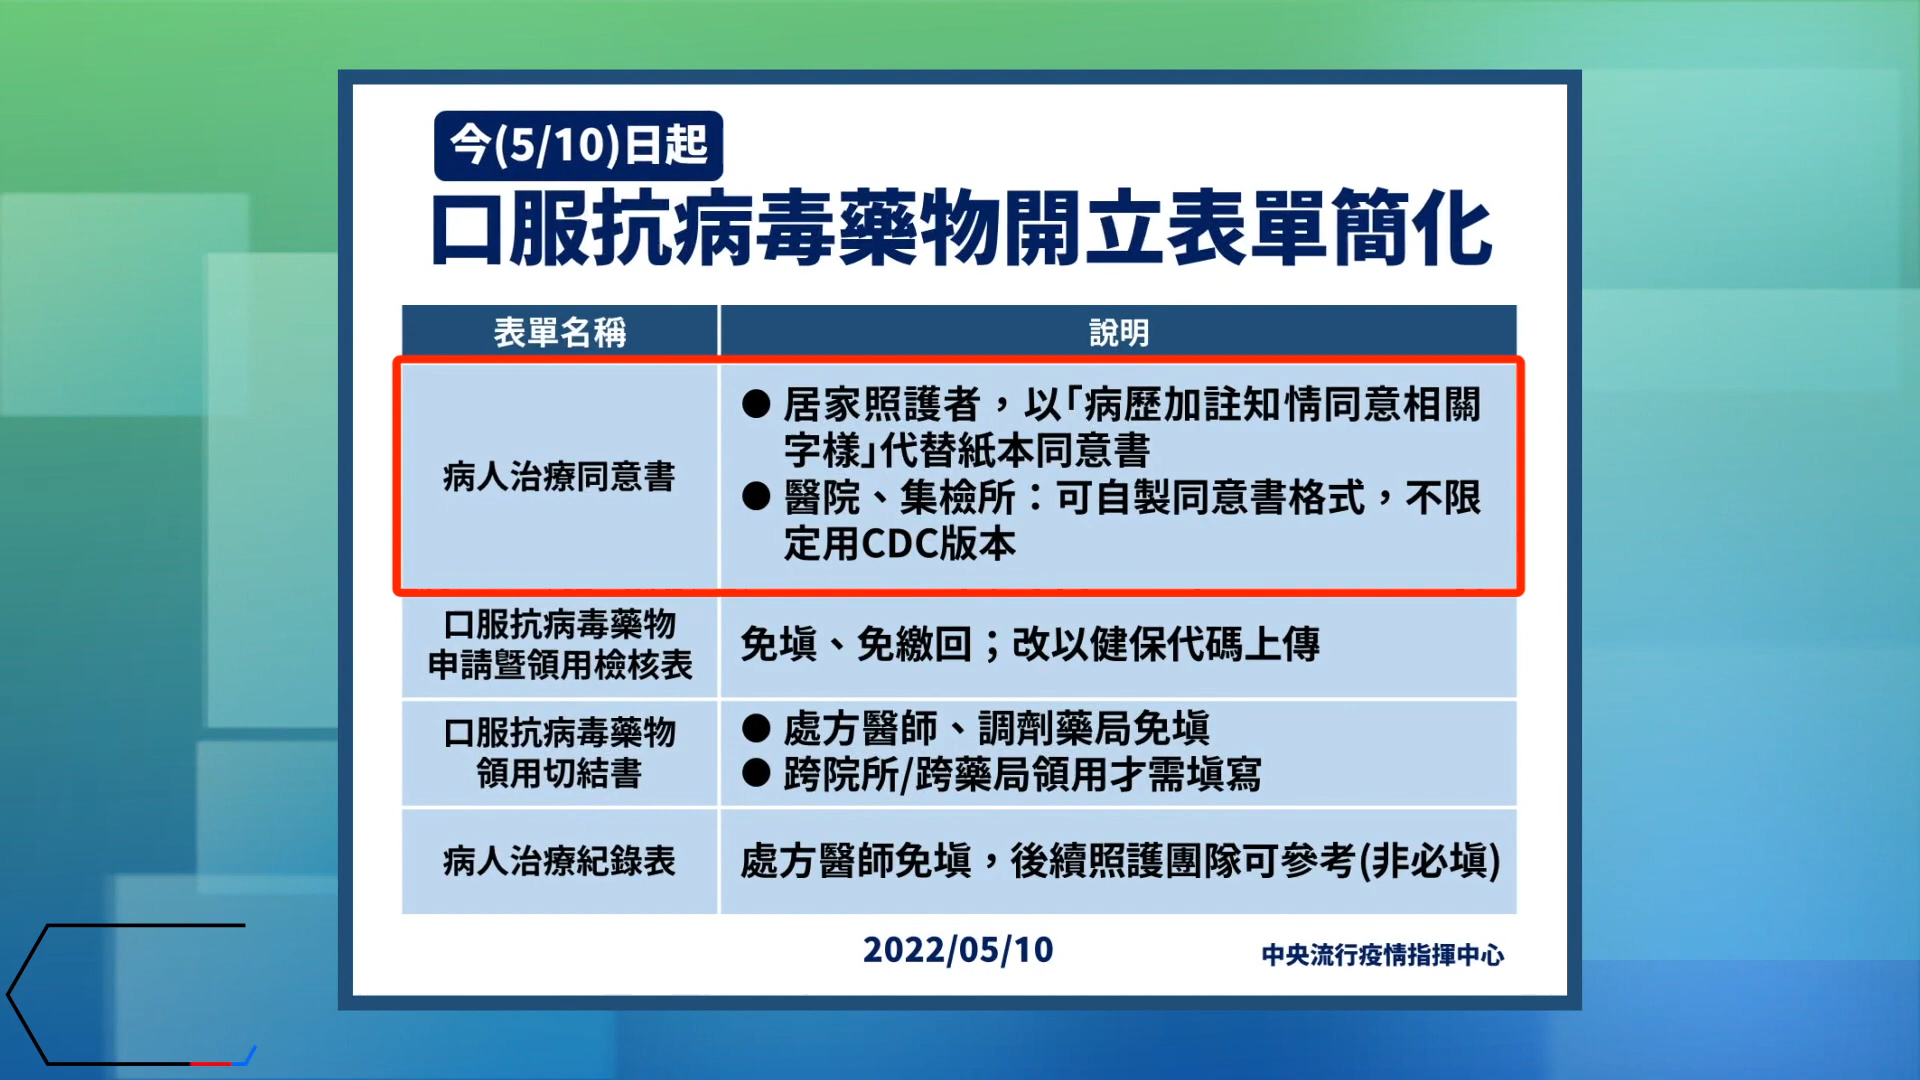 今(5/10)日起
口服抗病毒藥物開立表單簡化
表單名稱
說明
病人治療同意書
● 居家照護者，以「病歷加註知情同意相關
字樣」代替紙本同意書
● 醫院、集檢所：可自製同意書格式，不限
定用CDC版本
口服抗病毒藥物
申請暨領用檢核表
免填、免繳回；改以健保代碼上傳
口服抗病毒藥物
領用切結書
● 處方醫師、調劑藥局免填
● 跨院所/跨藥局領用才需填寫
病人治療紀錄表
處方醫師免填，後續照護團隊可參考(非必填)
2022/05/10
中央流行疫情指揮中心